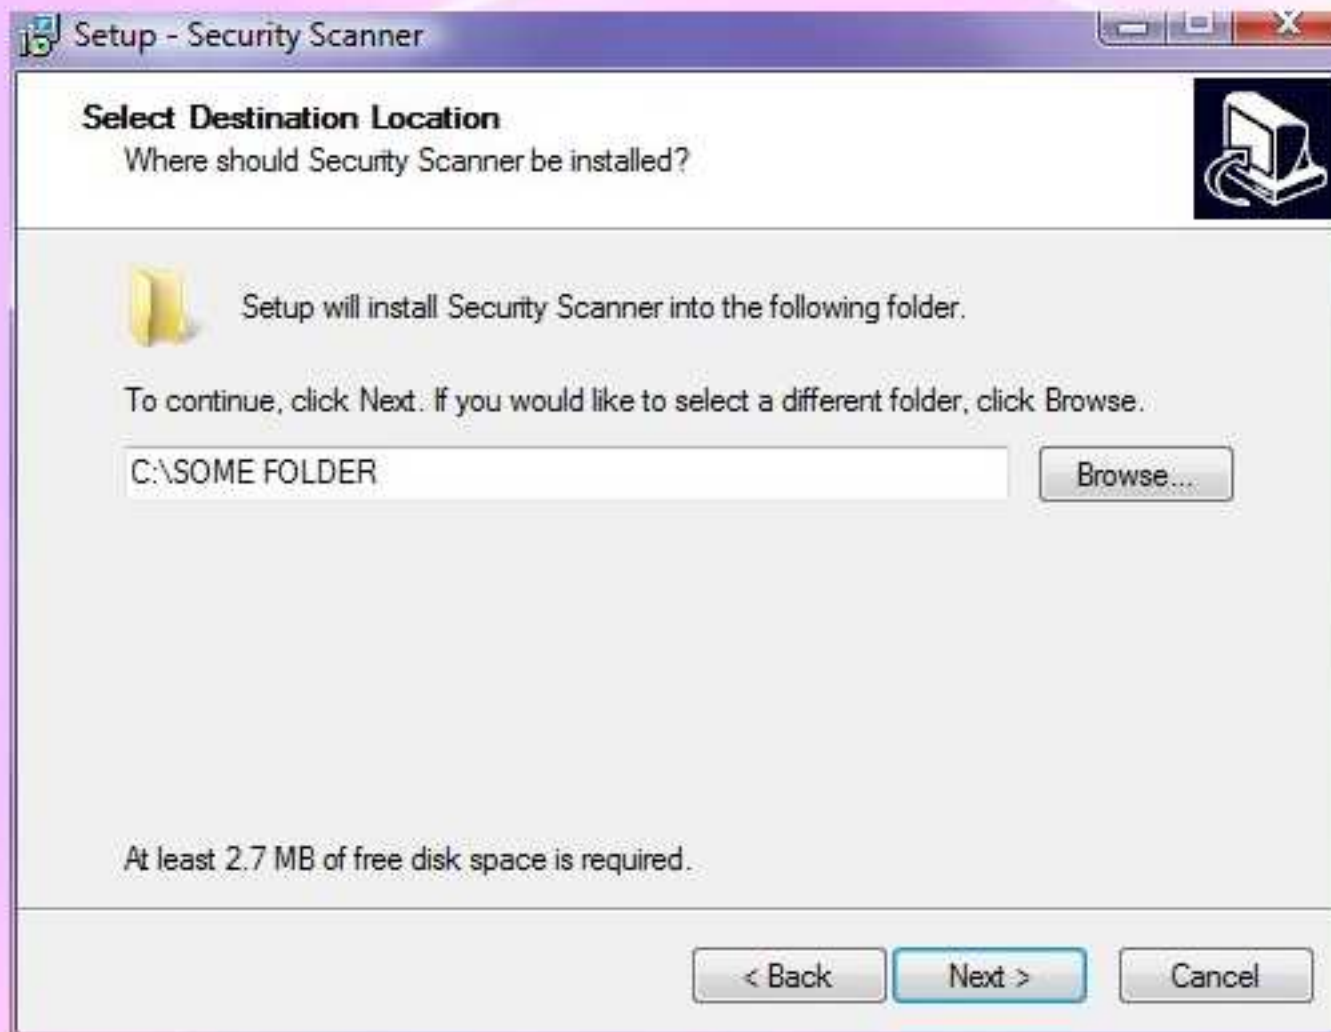 Setup - Security Scanner
Select Destination Location
Where should Security Scanner be installed?
Setup will install Security Scanner into the following folder.
To continue, click Next. If you would like to select a different folder, click Browse.
C:\SOME FOLDER
Browse...
At least 2.7 MB of free disk space is required.
< Back
Next >
Cancel